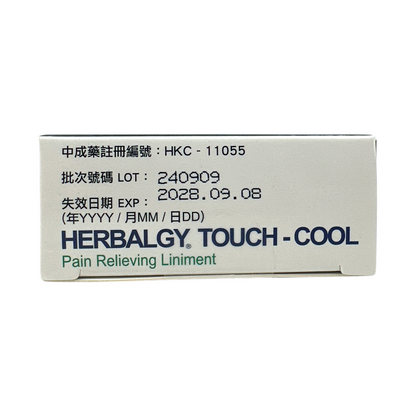 中成藥註冊編號：HKC - 11055
批次號碼 LOT： 240909
失效日期 EXP： 2028.09.08
(年YYYY / 月MM / 日DD)
HERBALGY® TOUCH-COOL
Pain Relieving Liniment